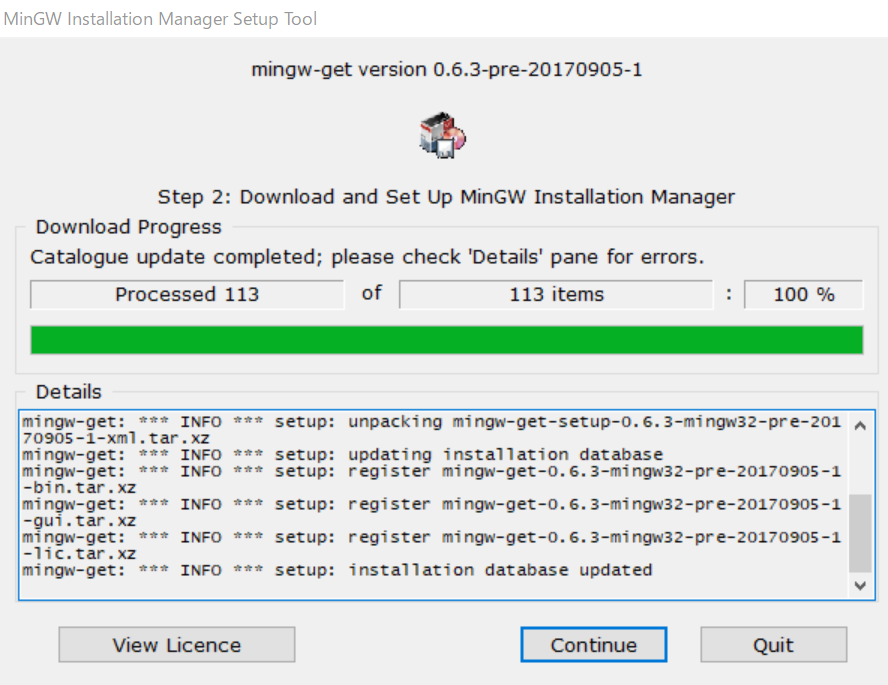 MinGW Installation Manager Setup Tool
mingw-get version 0.6.3-pre-20170905-1
Step 2: Download and Set Up MinGW Installation Manager
Download Progress
Catalogue update completed; please check 'Details' pane for errors.
Processed 113 of 113 items : 100 %
Details
mingw-get: *** INFO *** setup: unpacking mingw-get-setup-0.6.3-mingw32-pre-201
70905-1-xml.tar.xz
mingw-get: *** INFO *** setup: updating installation database
mingw-get: *** INFO *** setup: register mingw-get-0.6.3-mingw32-pre-20170905-1
-bin.tar.xz
mingw-get: *** INFO *** setup: register mingw-get-0.6.3-mingw32-pre-20170905-1
-gui.tar.xz
mingw-get: *** INFO *** setup: register mingw-get-0.6.3-mingw32-pre-20170905-1
-lic.tar.xz
mingw-get: *** INFO *** setup: installation database updated
View Licence Continue Quit